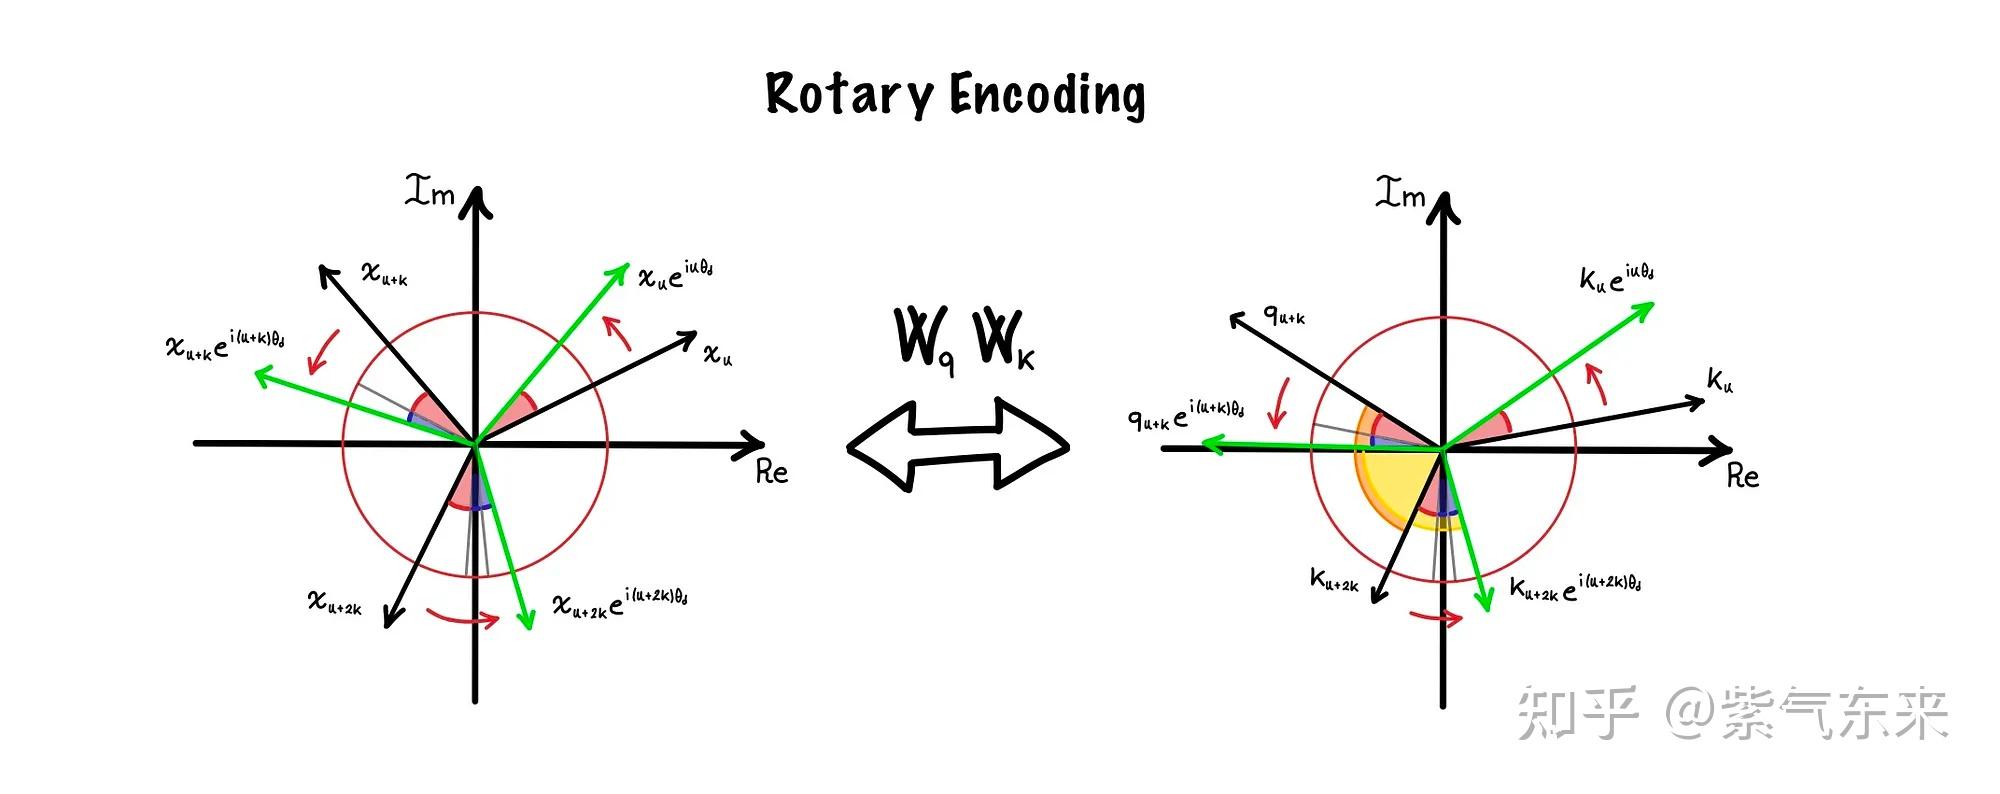 Rotary Encoding
Im
x_{u+k}
x_u e^{iuθ_d}
x_{u+k} e^{i(u+k)θ_d}
x_u
Re
x_{u+2k}
x_{u+2k} e^{i(u+2k)θ_d}
W_q W_k
Im
k_u e^{iuθ_d}
q_{u+k}
k_u
q_{u+k} e^{i(u+k)θ_d}
Re
k_{u+2k}
k_{u+2k} e^{i(u+2k)θ_d}
知乎 @紫气东来